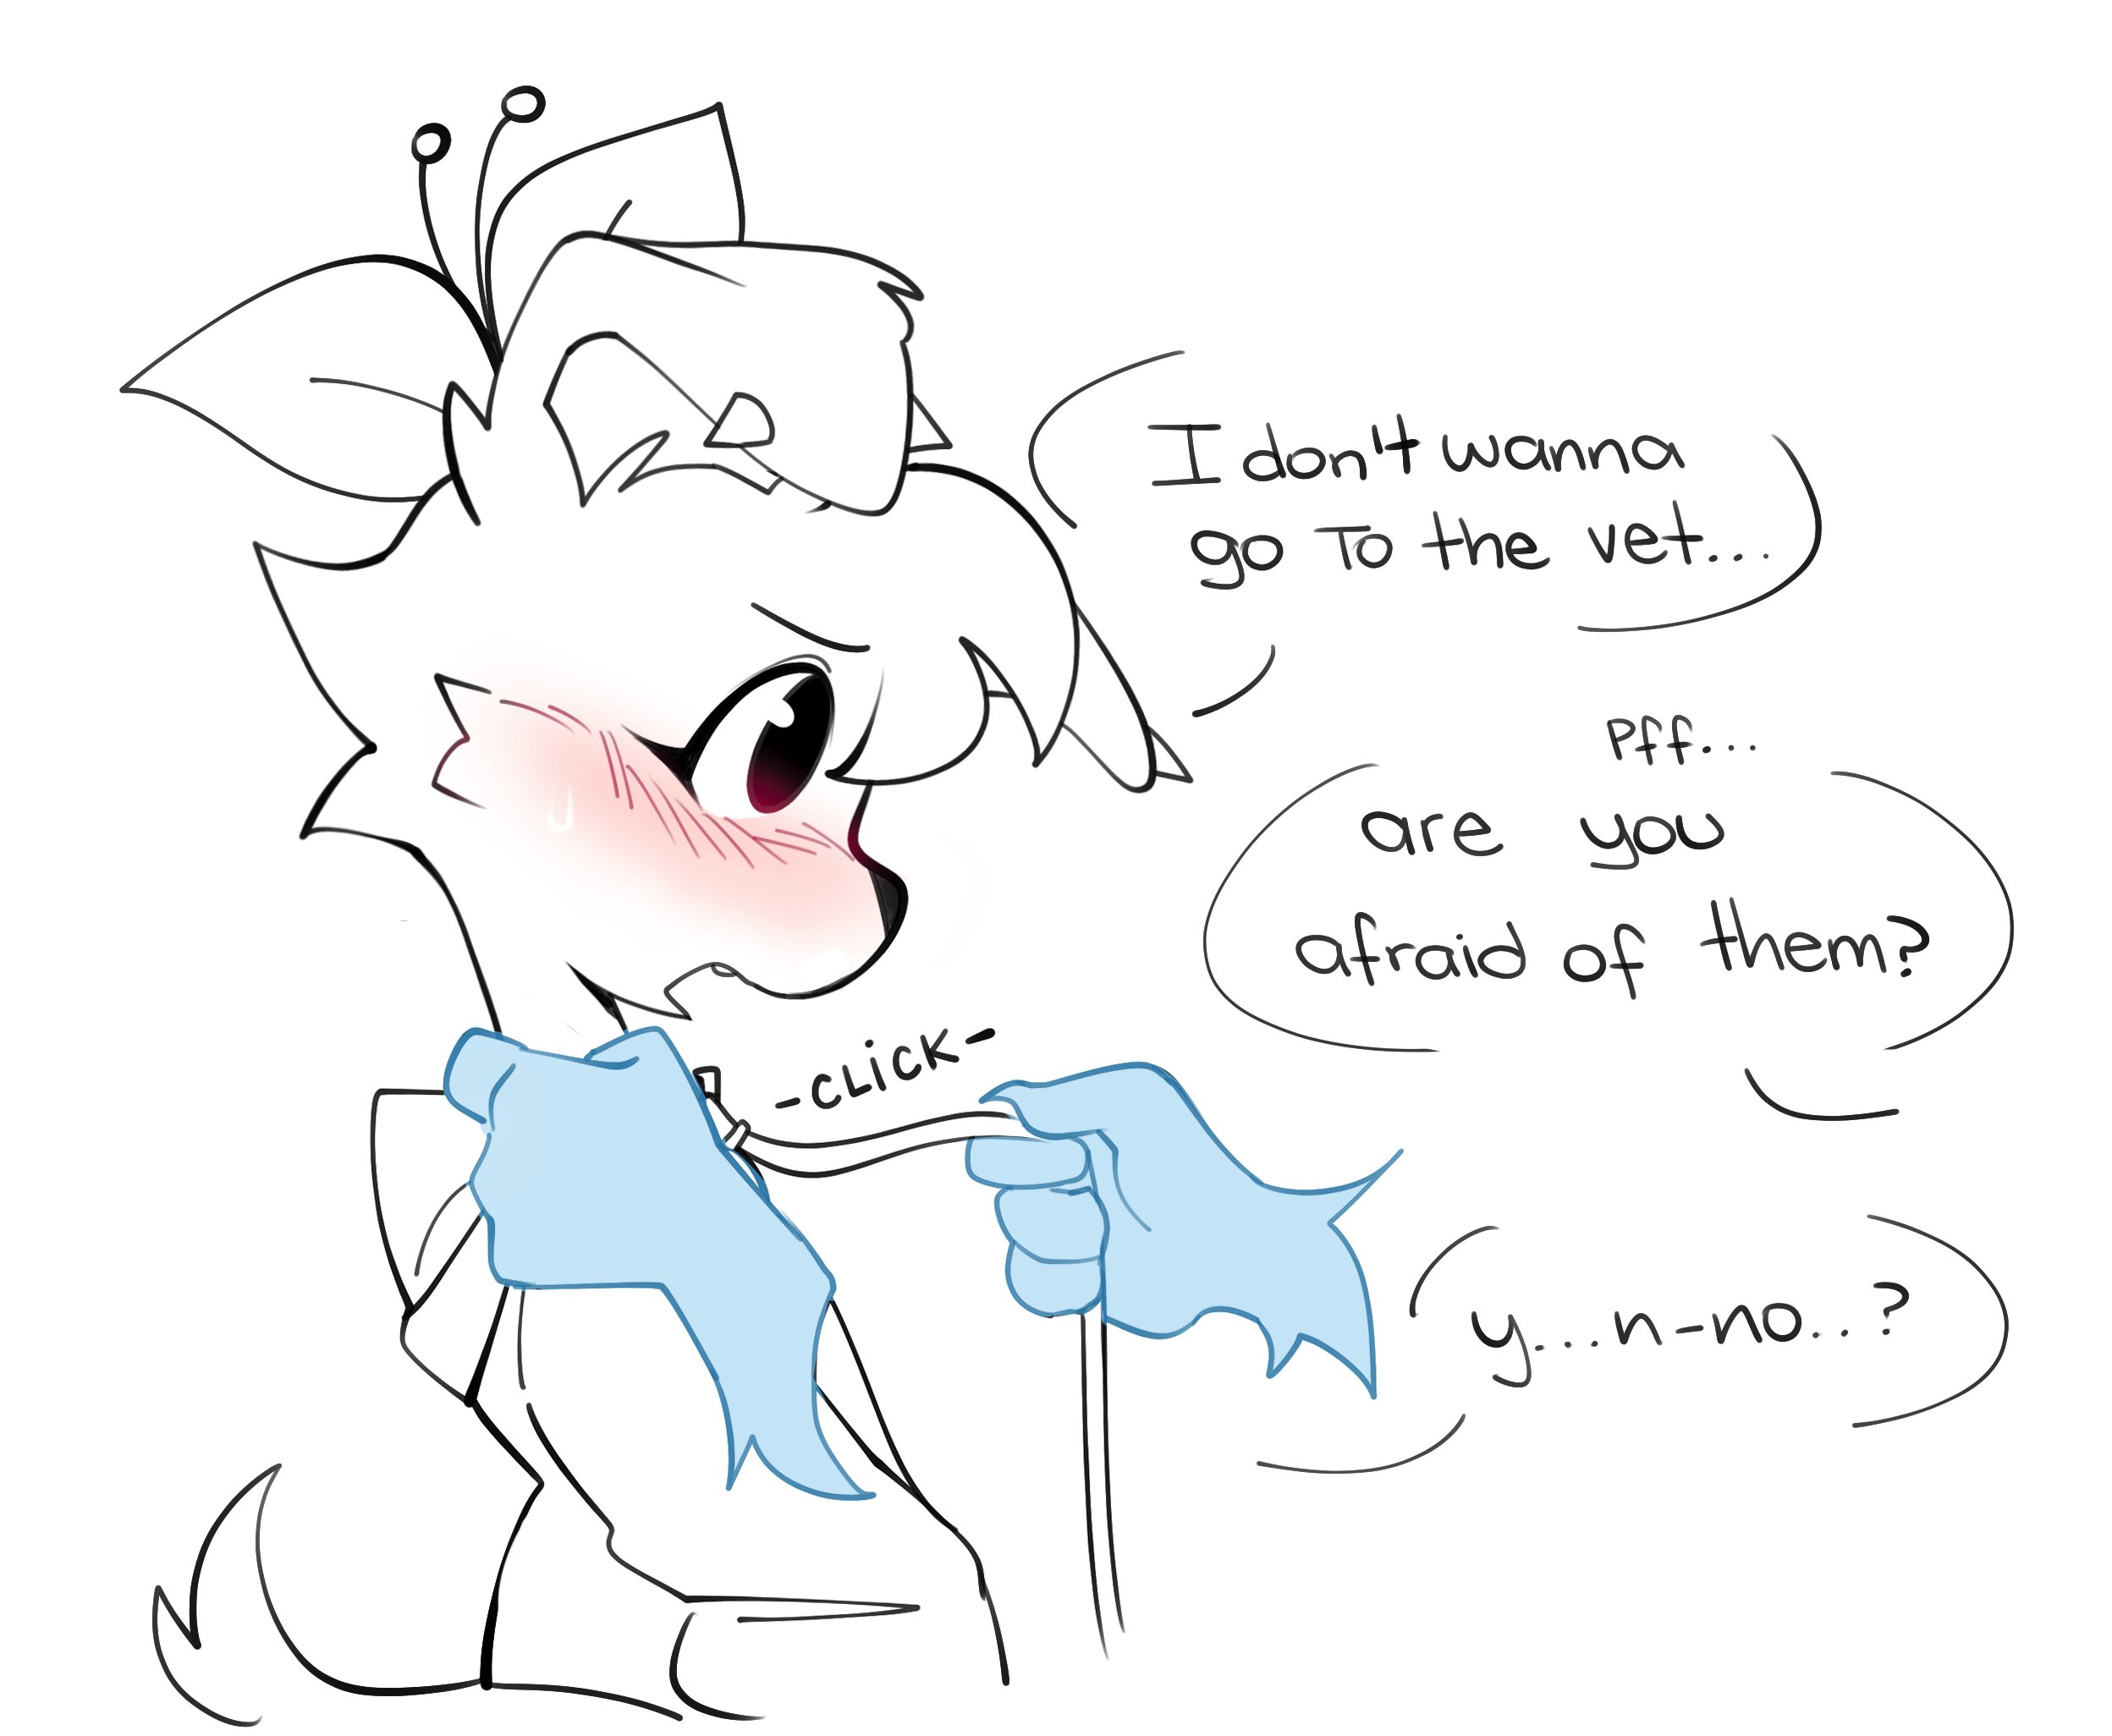 I don't wanna
go To the vet...
Pff...
are you
afraid of them?
-CLiCK-
y...n-no...?